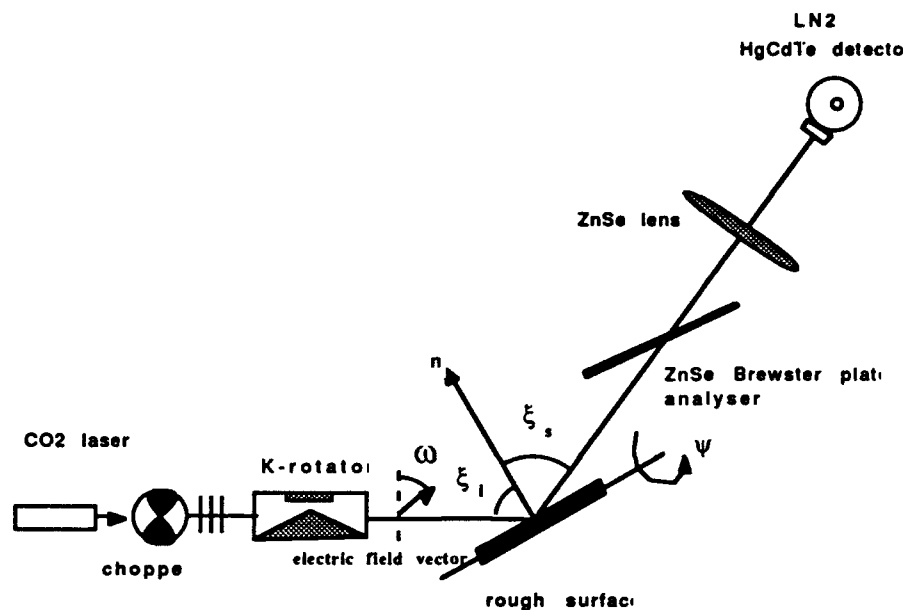 LN2
HgCdTe detecto
ZnSe lens
n
ZnSe Brewster plat
analyser
ξ s
ψ
CO2 laser
K-rotato
ω
ξ i
electric field vector
choppe
rough surfac